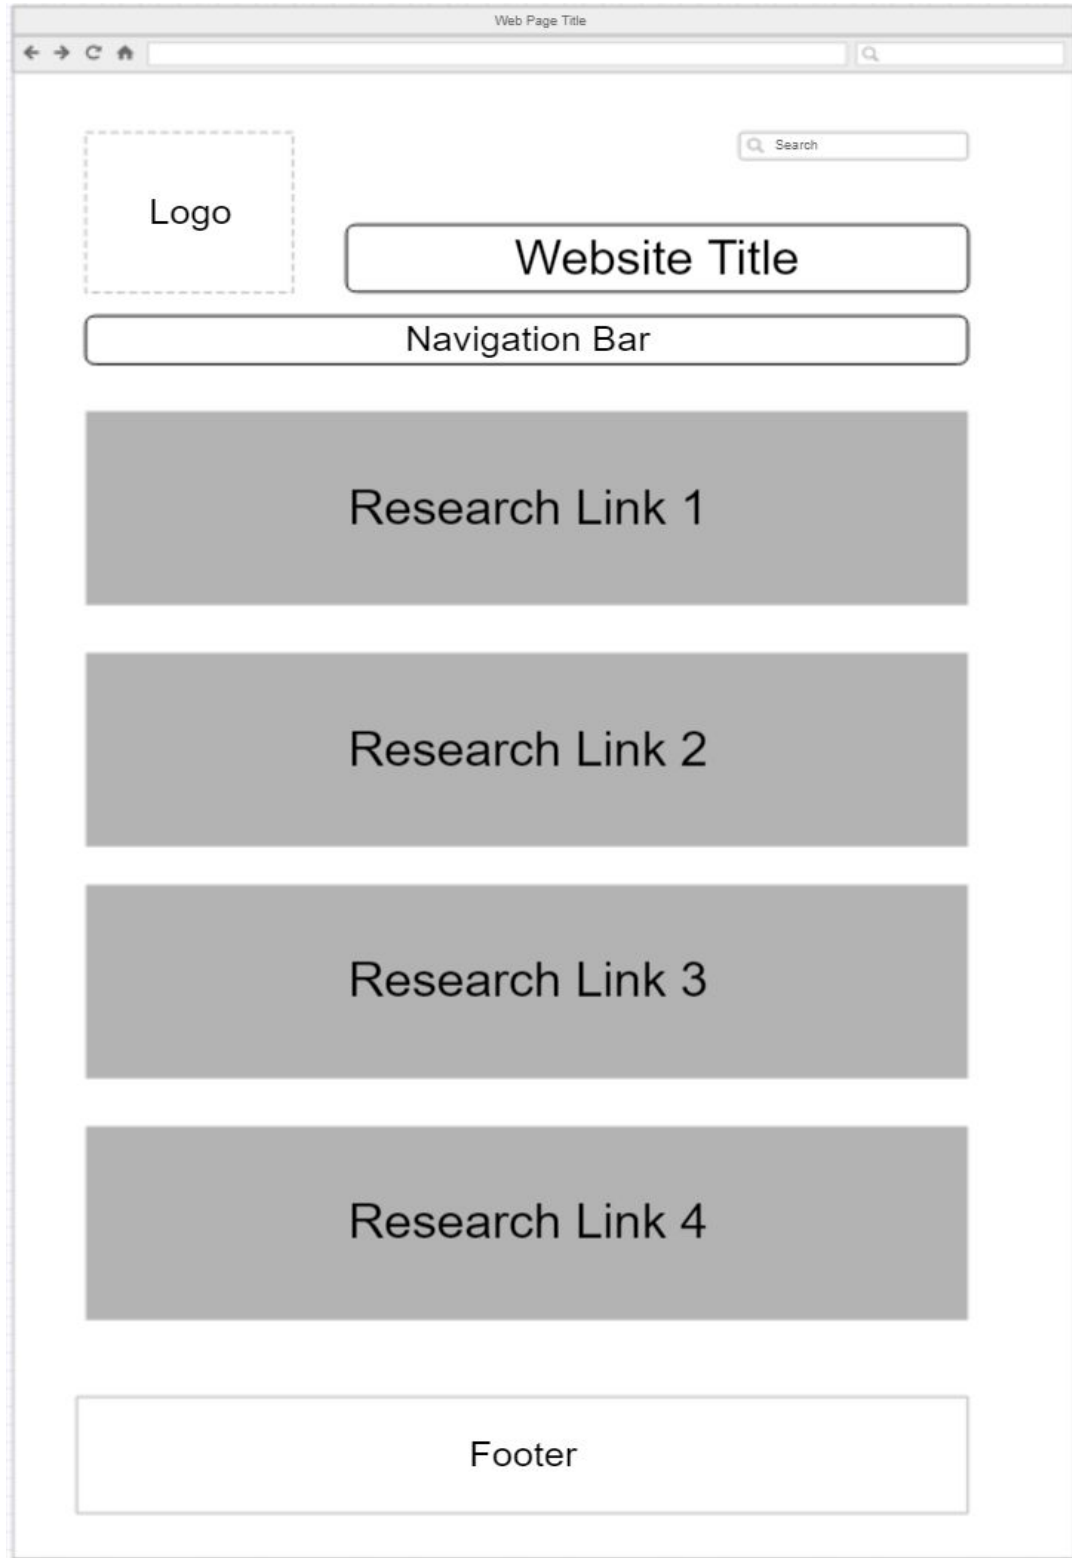 Web Page Title
Search
Logo
Website Title
Navigation Bar
Research Link 1
Research Link 2
Research Link 3
Research Link 4
Footer